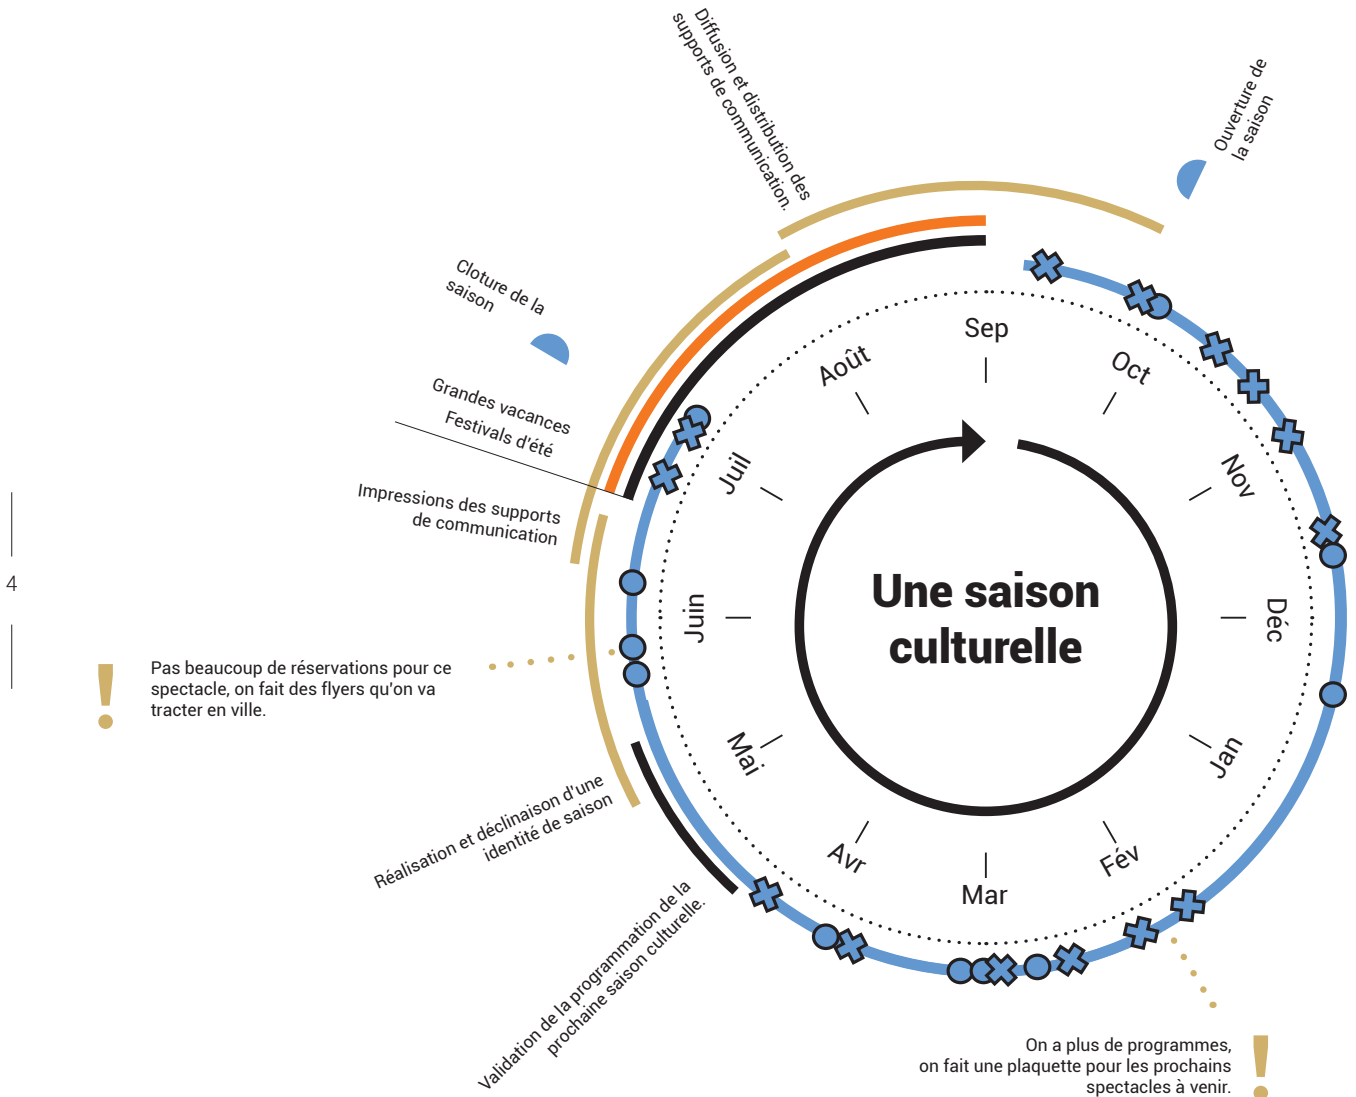 Diffusion et distribution des
supports de communication.
Ouverture de
la saison
Cloture de la
saison
Grandes vacances
Festivals d'été
Impressions des supports
de communication
Sep
Oct
Nov
Déc
Jan
Fév
Mar
Avr
Mai
Juin
Juil
Août
Une saison
culturelle
4
Pas beaucoup de réservations pour ce
spectacle, on fait des flyers qu'on va
tracter en ville.
!
Réalisation et déclinaison d'une
identité de saison
Validation de la programmation de la
prochaine saison culturelle.
On a plus de programmes,
on fait une plaquette pour les prochains
spectacles à venir.
!